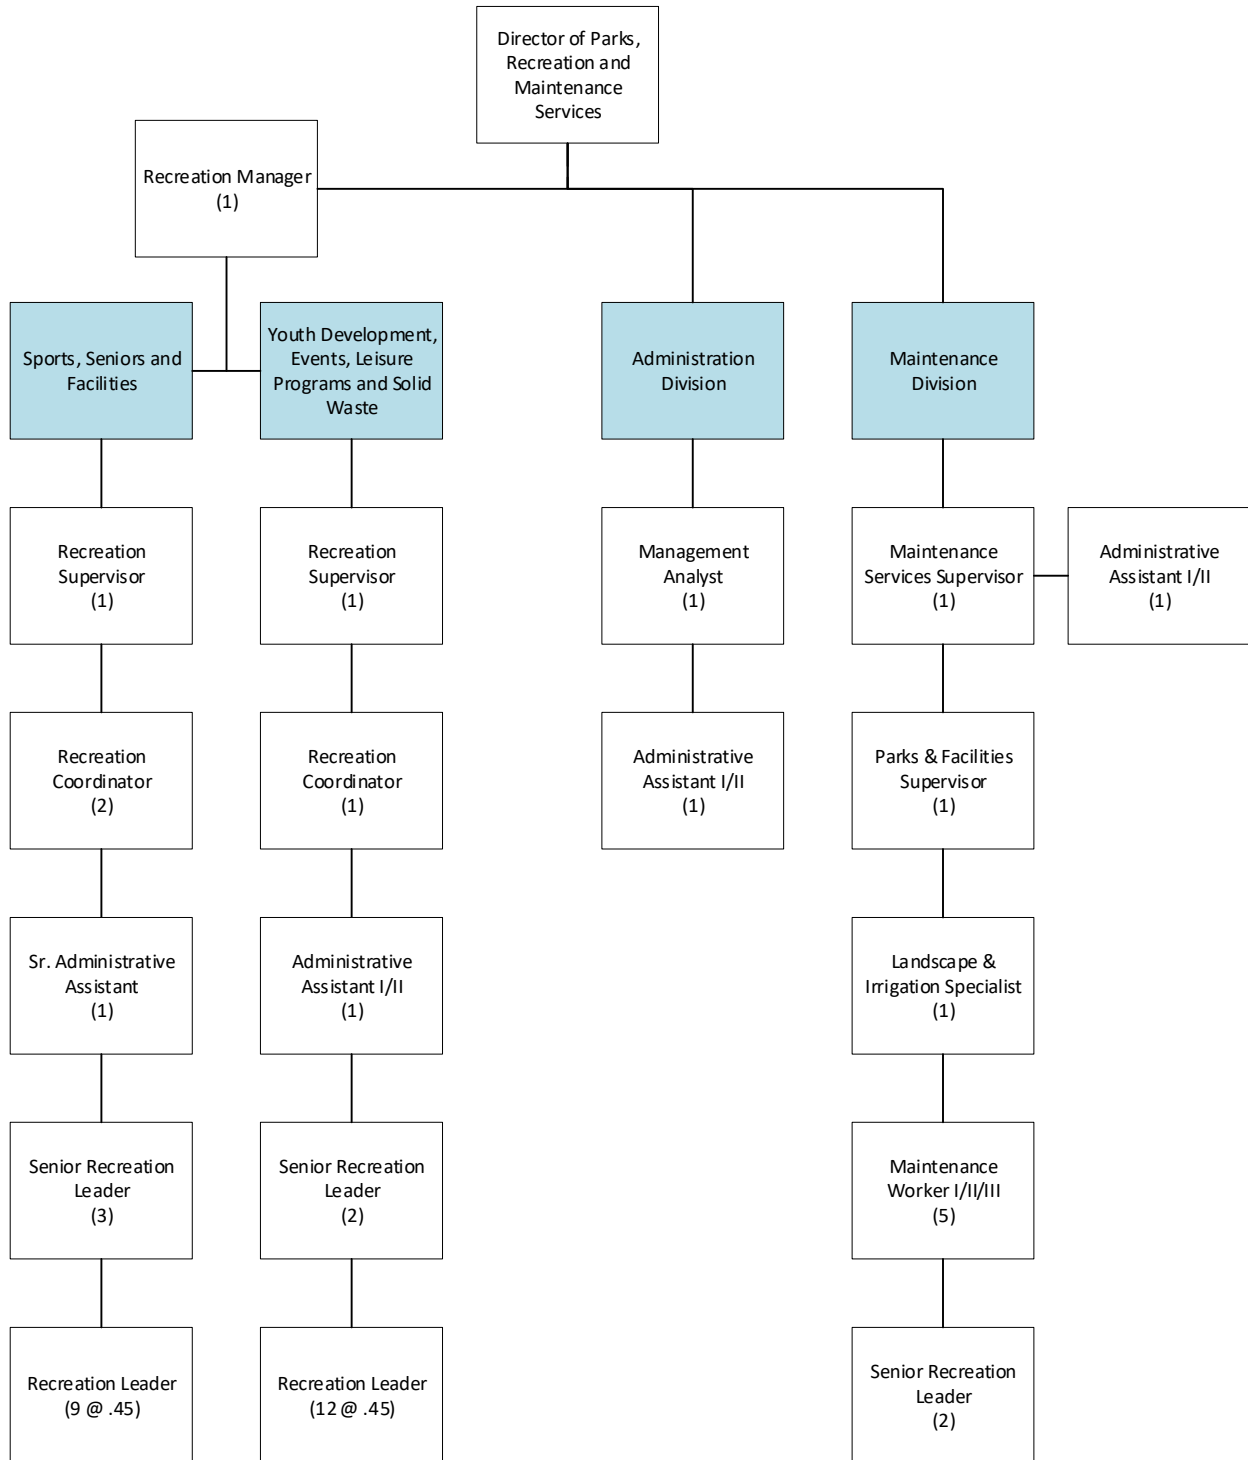 Director of Parks,
Recreation and
Maintenance
Services
Recreation Manager
(1)
Sports, Seniors and
Facilities
Youth Development,
Events, Leisure
Programs and Solid
Waste
Administration
Division
Maintenance
Division
Recreation
Supervisor
(1)
Recreation
Supervisor
(1)
Management
Analyst
(1)
Maintenance
Services Supervisor
(1)
Administrative
Assistant I/II
(1)
Recreation
Coordinator
(2)
Recreation
Coordinator
(1)
Administrative
Assistant I/II
(1)
Parks & Facilities
Supervisor
(1)
Sr. Administrative
Assistant
(1)
Administrative
Assistant I/II
(1)
Landscape &
Irrigation Specialist
(1)
Senior Recreation
Leader
(3)
Senior Recreation
Leader
(2)
Maintenance
Worker I/II/III
(5)
Recreation Leader
(9 @ .45)
Recreation Leader
(12 @ .45)
Senior Recreation
Leader
(2)